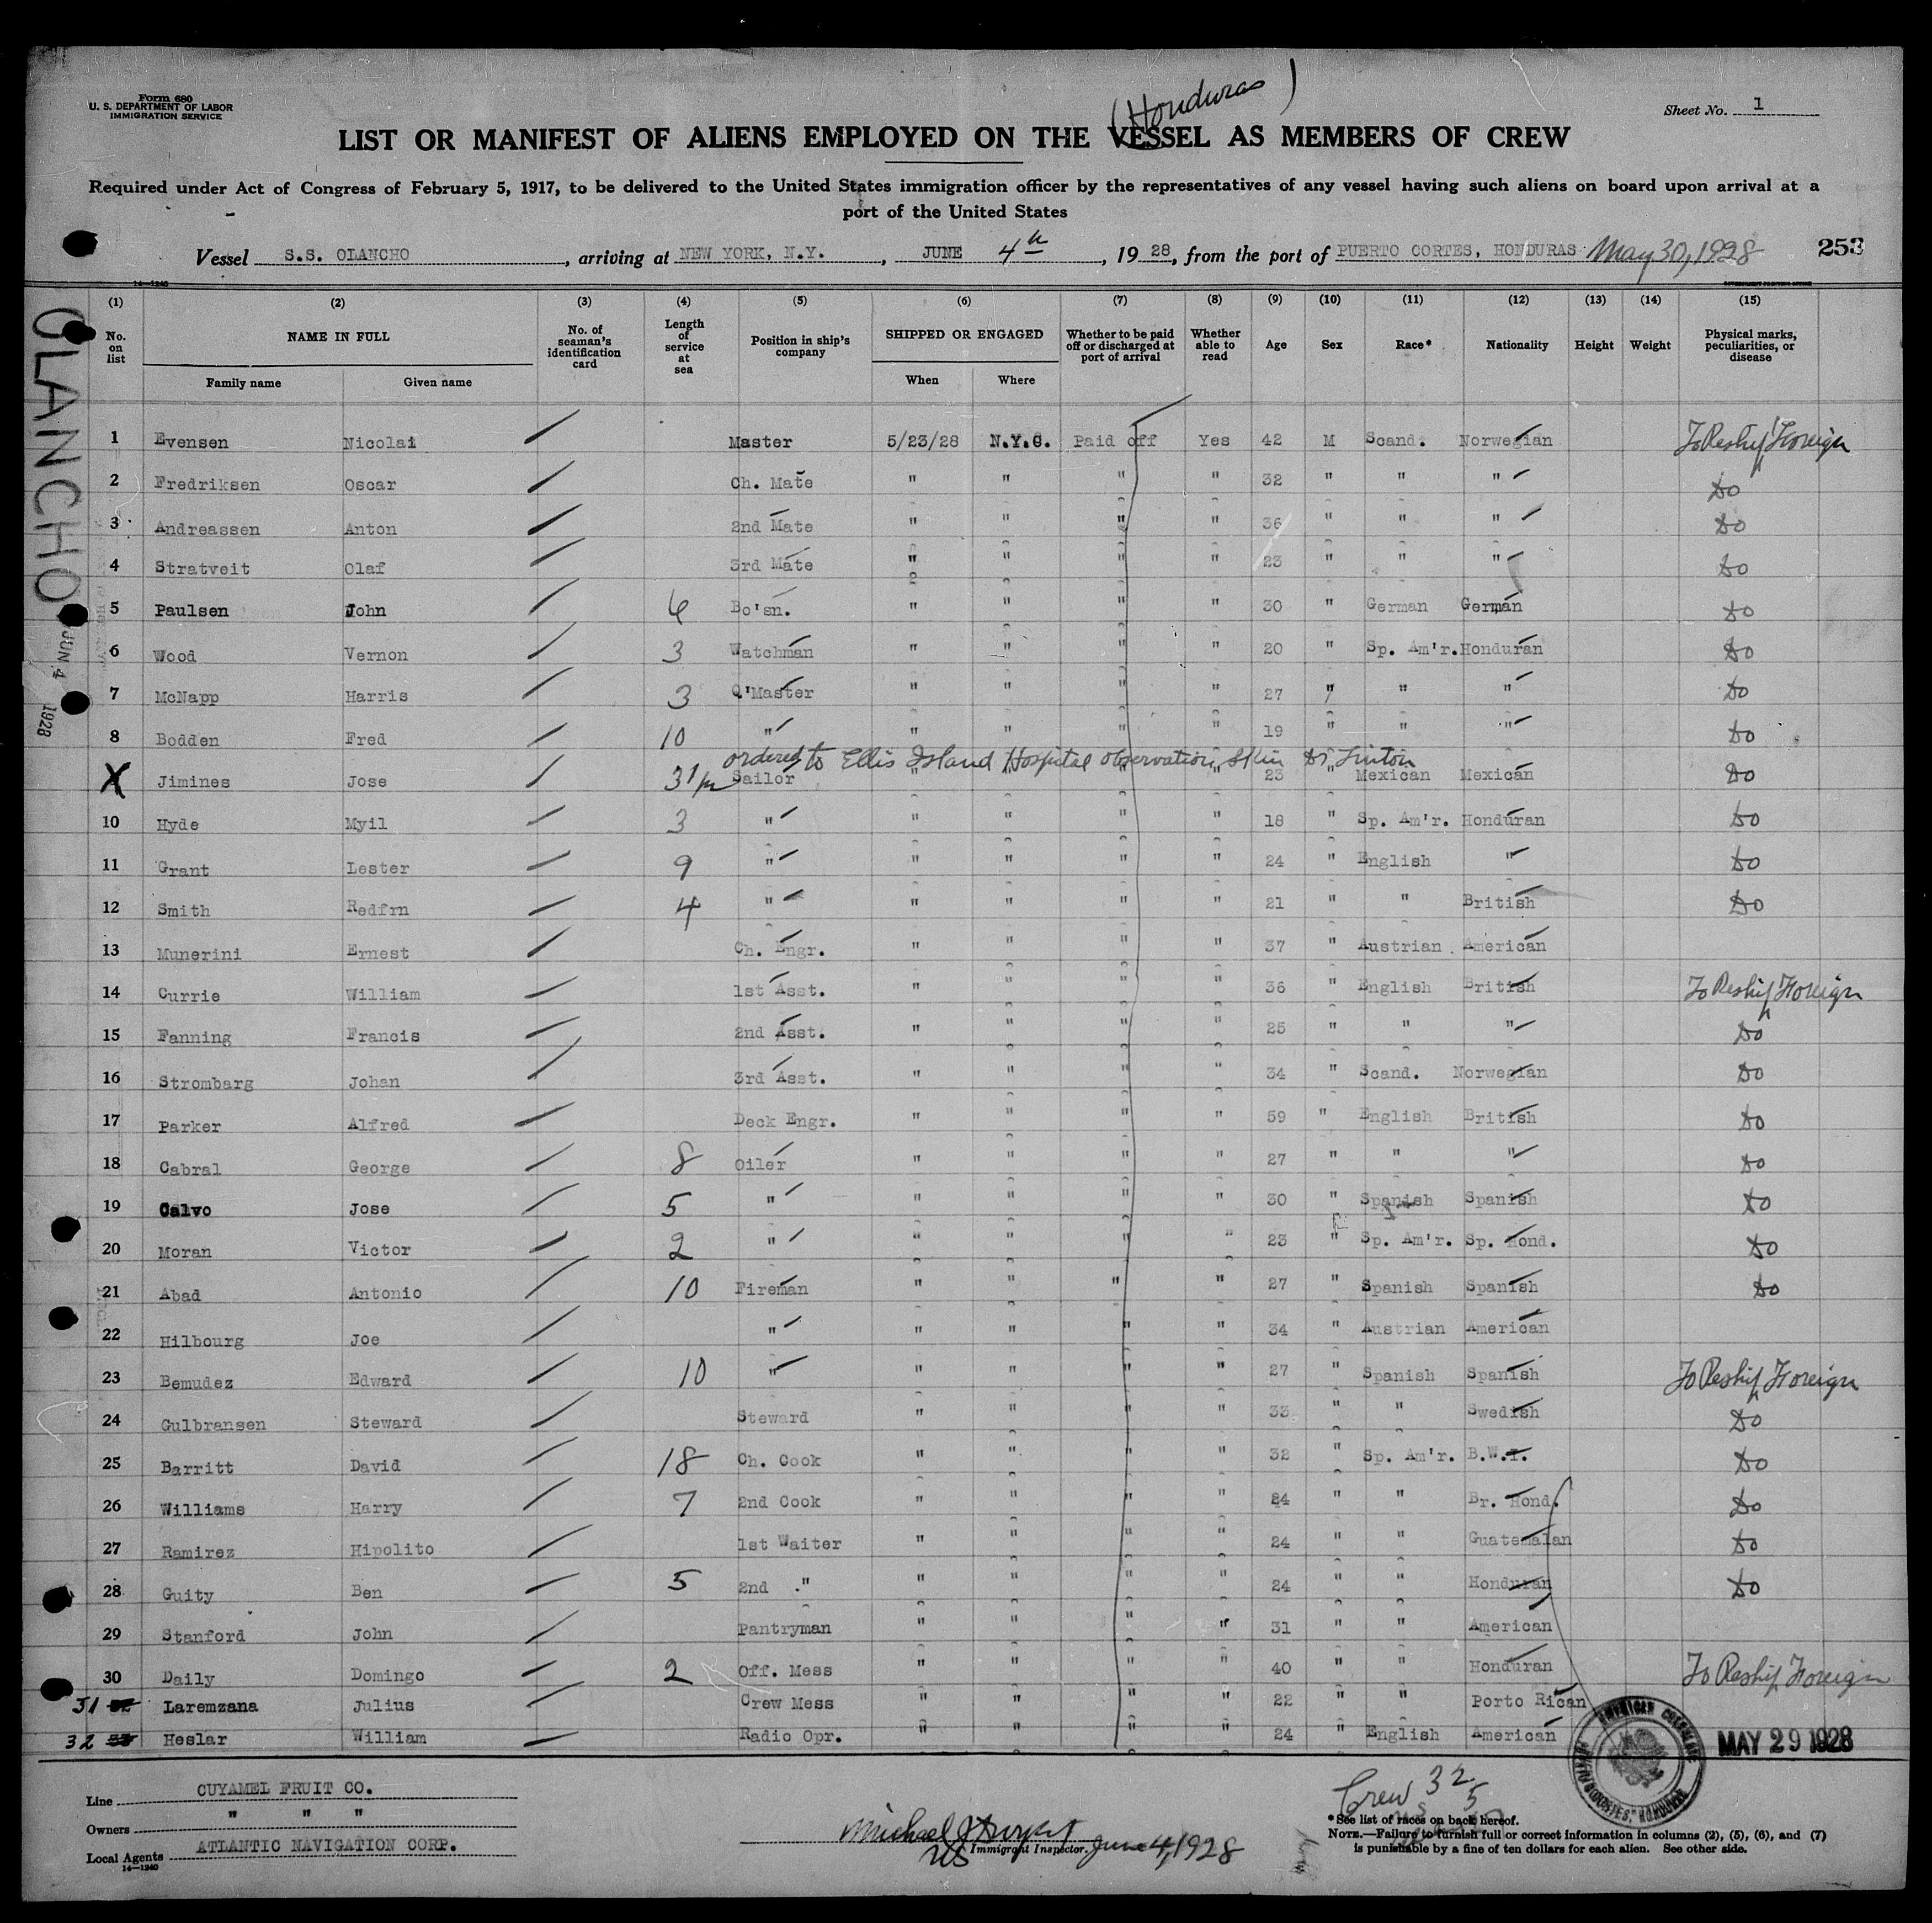 (Honduras)
Form 680
U. S. DEPARTMENT OF LABOR
IMMIGRATION SERVICE
Sheet No. 1
LIST OR MANIFEST OF ALIENS EMPLOYED ON THE VESSEL AS MEMBERS OF CREW
Required under Act of Congress of February 5, 1917, to be delivered to the United States immigration officer by the representatives of any vessel having such aliens on board upon arrival at a
port of the United States
Vessel S.S. OLANCHO, arriving at NEW YORK, N.Y., JUNE 4th, 1928, from the port of PUERTO CORTES, HONDURAS May 30, 1928 253
14—1240
OLANCHO
JUN 4 1928
(1) (2) (3) (4) (5) (6) (7) (8) (9) (10) (11) (12) (13) (14) (15)
No. on list NAME IN FULL Family name Given name No. of seaman's identification card Length of service at sea Position in ship's company SHIPPED OR ENGAGED When Where Whether to be paid off or discharged at port of arrival Whether able to read Age Sex Race* Nationality Height Weight Physical marks, peculiarities, or disease
1 Evensen Nicolai Master 5/23/28 N.Y.C. Paid off Yes 42 M Scand. Norwegian To Reship Foreign
2 Fredriksen Oscar Ch. Mate " " " " 32 " " " Do
3 Andreassen Anton 2nd Mate " " " " 36 " " " Do
4 Stratveit Olaf 3rd Mate " " " " 23 " " " Do
5 Paulsen John 6 Bo'sn. " " " " 30 " German German Do
6 Wood Vernon 3 Watchman " " " " 20 " Sp. Am'r. Honduran Do
7 McNapp Harris 3 Q'Master " " " " 27 " " " Do
8 Bodden Fred 10 " " " " " 19 " " " Do
ordered to Ellis Island Hospital observation Skin Dr Linton
X Jimines Jose Sailor " " " " 23 " Mexican Mexican Do
10 Hyde Myil 3 " " " " " 18 " Sp. Am'r. Honduran Do
11 Grant Lester 9 " " " " " 24 " English " Do
12 Smith Redfrn 4 " " " " " 21 " " British Do
13 Munerini Ernest Ch. Engr. " " " " 37 " Austrian American
14 Currie William 1st Asst. " " " " 36 " English British To Reship Foreign
15 Fanning Francis 2nd Asst. " " " " 25 " " " Do
16 Strombarg Johan 3rd Asst. " " " " 34 " Scand. Norwegian Do
17 Parker Alfred Deck Engr. " " " " 59 " English British Do
18 Cabral George 8 Oiler " " " " 27 " " " Do
19 Calvo Jose 5 " " " " " 30 " Spanish Spanish Do
20 Moran Victor 2 " " " " " 23 " Sp. Am'r. Sp. Hond. Do
21 Abad Antonio 10 Fireman " " " " 27 " Spanish Spanish Do
22 Hilbourg Joe " " " " " 34 " Austrian American
23 Bemudez Edward 10 " " " " " 27 " Spanish Spanish To Reship Foreign
24 Gulbransen Steward Steward " " " " 33 " " Swedish Do
25 Barritt David 18 Ch. Cook " " " " 32 " Sp. Am'r. B.W.I. Do
26 Williams Harry 7 2nd Cook " " " " 24 " " Br. Hond. Do
27 Ramirez Hipolito 1st Waiter " " " " 24 " " Guatemalan Do
28 Guity Ben 5 2nd " " " " " 24 " " Honduran Do
29 Stanford John Pantryman " " " " 31 " " American
30 Daily Domingo 2 Off. Mess " " " " 40 " " Honduran To Reship Foreign
31 Laremzana Julius Crew Mess " " " " 22 " " Porto Rican
32 Heslar William Radio Opr. " " " " 24 " English American
AMERICAN CONSULATE PUERTO CORTES, HONDURAS
MAY 29 1928
Line CUYAMEL FRUIT CO.
Owners " " "
Local Agents ATLANTIC NAVIGATION CORP.
14—1240
Michael J Dwyer
US Immigrant Inspector. June 4, 1928
Crew 32
5
*See list of races on back hereof.
NOTE.—Failure to furnish full or correct information in columns (2), (5), (6), and (7)
is punishable by a fine of ten dollars for each alien. See other side.